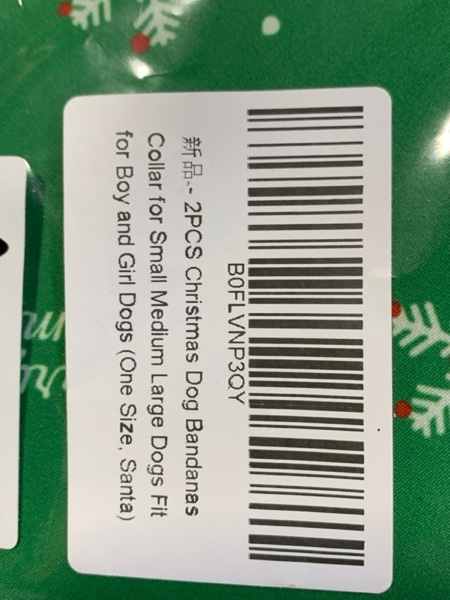 B0FLVNP3QY
新品.- 2PCS Christmas Dog Bandanas
Collar for Small Medium Large Dogs Fit
for Boy and Girl Dogs (One Size, Santa)